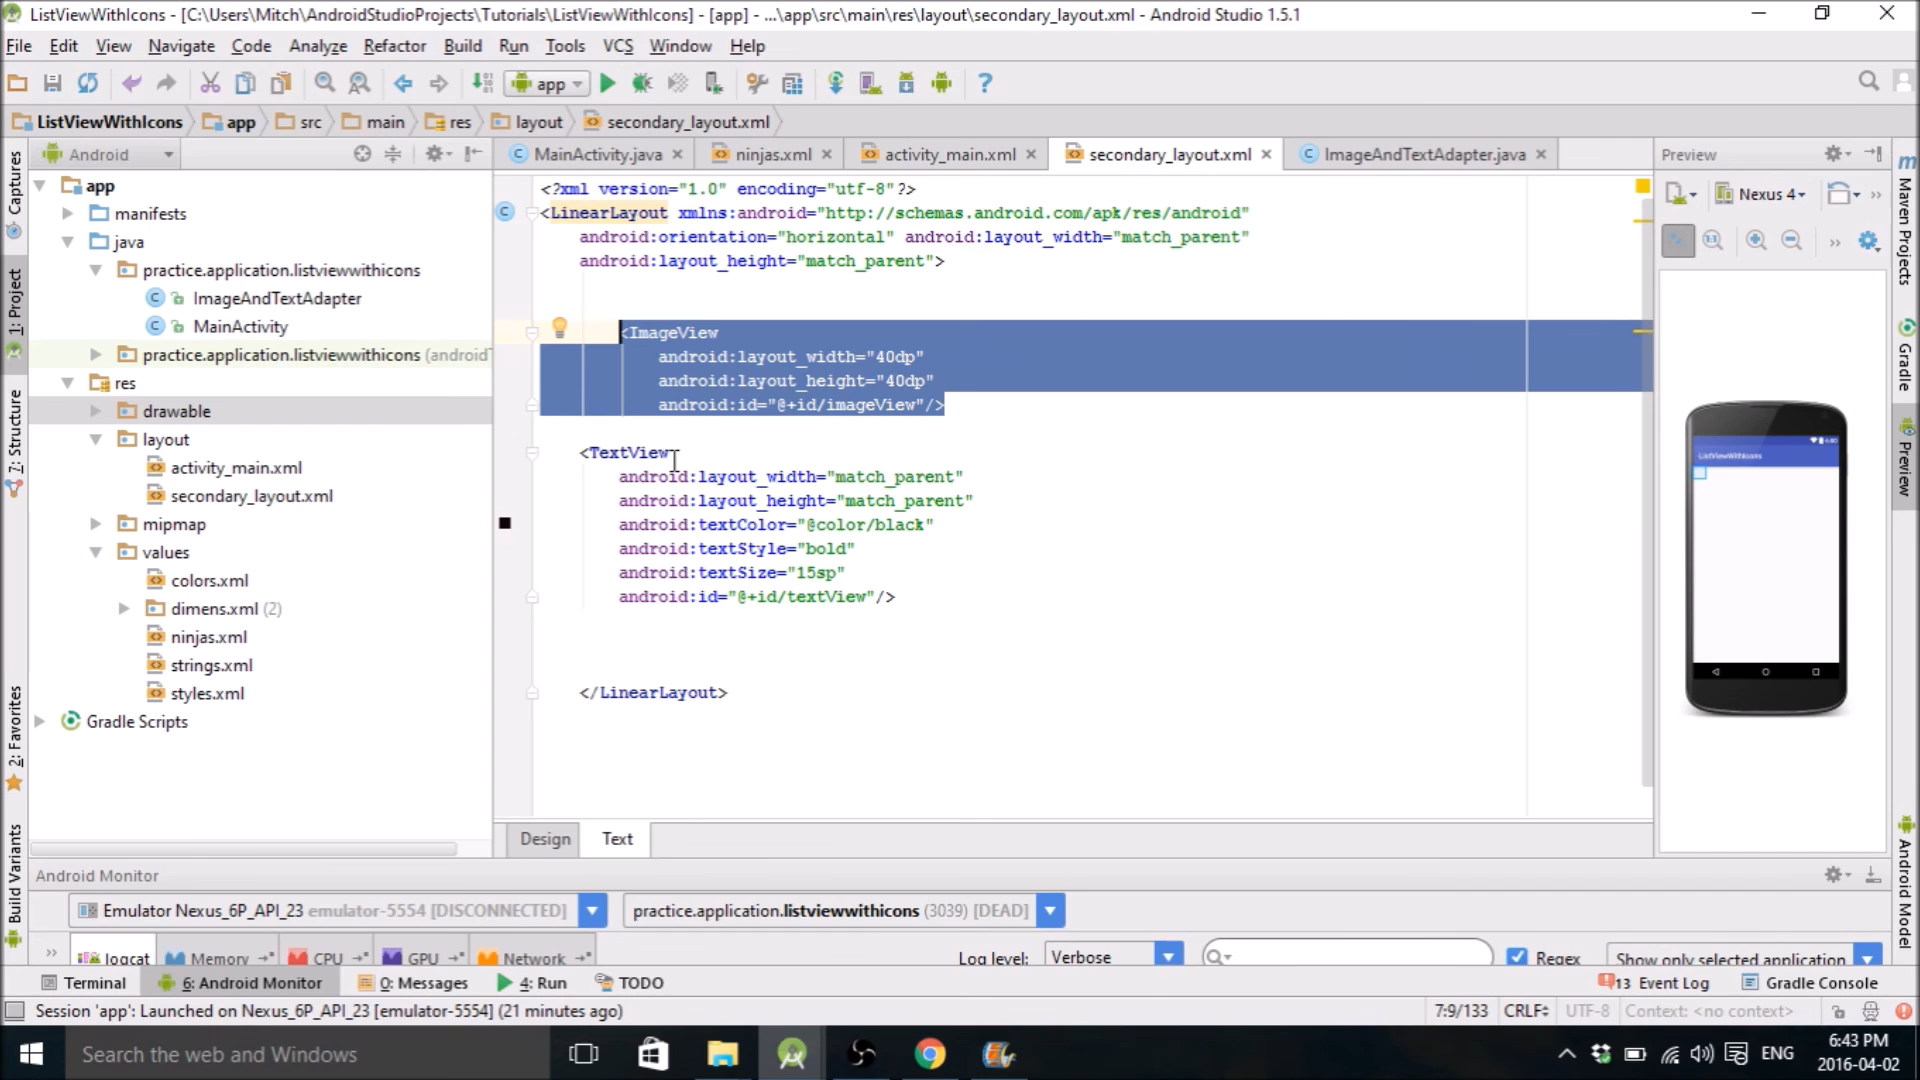 ListViewWithIcons - [C:\Users\Mitch\AndroidStudioProjects\Tutorials\ListViewWithIcons] - [app] - ...\app\src\main\res\layout\secondary_layout.xml - Android Studio 1.5.1
File Edit View Navigate Code Analyze Refactor Build Run Tools VCS Window Help
app
ListViewWithIcons app src main res layout secondary_layout.xml
Android
MainActivity.java ninjas.xml activity_main.xml secondary_layout.xml ImageAndTextAdapter.java
Preview
Captures
1: Project
7: Structure
2: Favorites
Build Variants
app
manifests
java
practice.application.listviewwithicons
ImageAndTextAdapter
MainActivity
practice.application.listviewwithicons (android
res
drawable
layout
activity_main.xml
secondary_layout.xml
mipmap
values
colors.xml
dimens.xml (2)
ninjas.xml
strings.xml
styles.xml
Gradle Scripts
<?xml version="1.0" encoding="utf-8"?>
<LinearLayout xmlns:android="http://schemas.android.com/apk/res/android"
android:orientation="horizontal" android:layout_width="match_parent"
android:layout_height="match_parent">
<ImageView
android:layout_width="40dp"
android:layout_height="40dp"
android:id="@+id/imageView"/>
<TextView
android:layout_width="match_parent"
android:layout_height="match_parent"
android:textColor="@color/black"
android:textStyle="bold"
android:textSize="15sp"
android:id="@+id/textView"/>
</LinearLayout>
Design Text
Nexus 4
ListViewWithIcons
Maven Projects
Gradle
Preview
Android Model
Android Monitor
Emulator Nexus_6P_API_23 emulator-5554 [DISCONNECTED] practice.application.listviewwithicons (3039) [DEAD]
logcat Memory CPU GPU Network Log level: Verbose Regex Show only selected application
Terminal 6: Android Monitor 0: Messages 4: Run TODO 13 Event Log Gradle Console
Session 'app': Launched on Nexus_6P_API_23 [emulator-5554] (21 minutes ago) 7:9/133 CRLF UTF-8 Context: <no context>
Search the web and Windows
ENG
6:43 PM
2016-04-02